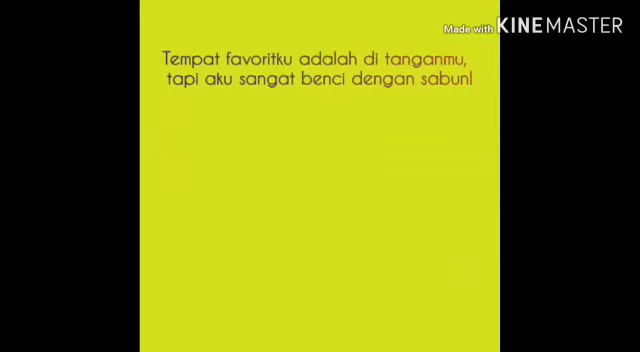 Made with KINEMASTER
Tempat favoritku adalah di tanganmu,
tapi aku sangat benci dengan sabun!